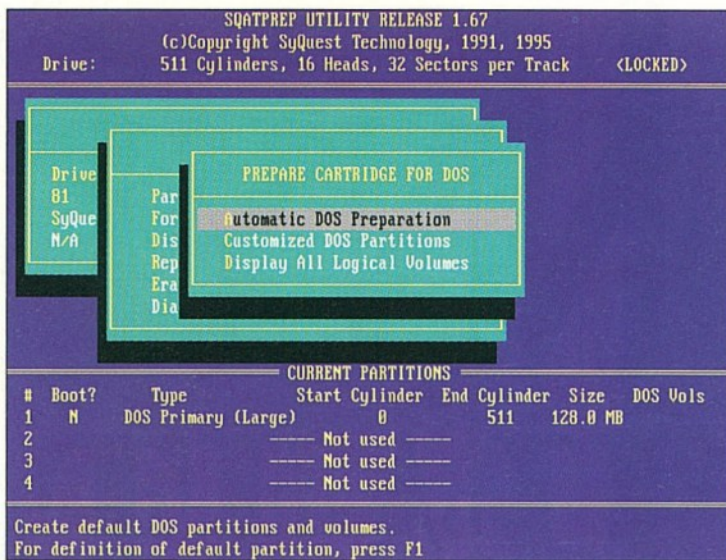 SQATPREP UTILITY RELEASE 1.67
(c)Copyright SyQuest Technology, 1991, 1995
Drive: 511 Cylinders, 16 Heads, 32 Sectors per Track <LOCKED>
Drive
81
SyQue
N/A
Par
For
Dis
Rep
Era
Dia
PREPARE CARTRIDGE FOR DOS
Automatic DOS Preparation
Customized DOS Partitions
Display All Logical Volumes
CURRENT PARTITIONS
# Boot? Type Start Cylinder End Cylinder Size DOS Vols
1 N DOS Primary (Large) 0 511 128.0 MB
2 ----- Not used -----
3 ----- Not used -----
4 ----- Not used -----
Create default DOS partitions and volumes.
For definition of default partition, press F1